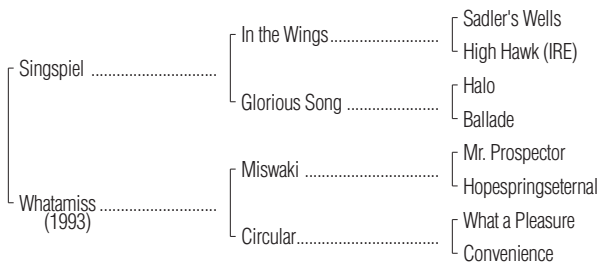 Sadler's Wells
In the Wings
High Hawk (IRE)
Singspiel
Halo
Glorious Song
Ballade
Mr. Prospector
Miswaki
Hopespringseternal
Whatamiss
(1993)
What a Pleasure
Circular
Convenience